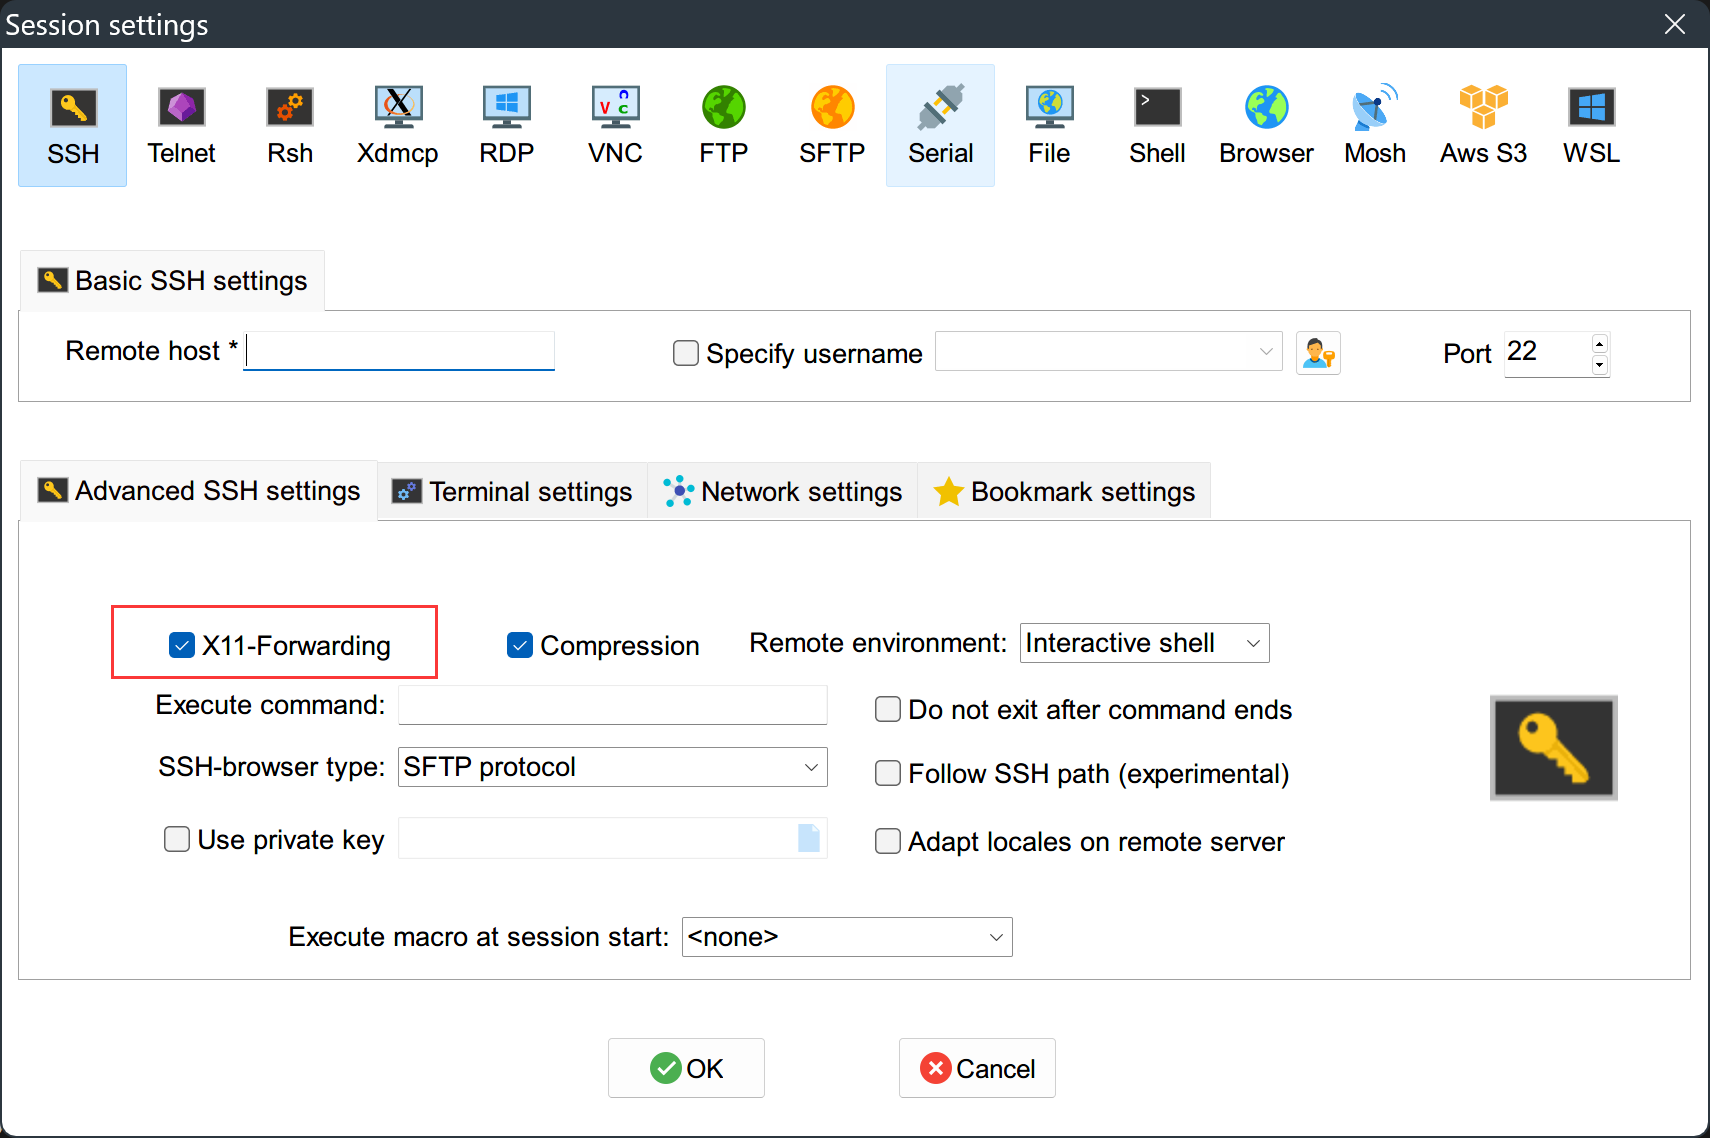 Session settings
SSH Telnet Rsh Xdmcp RDP VNC FTP SFTP Serial File Shell Browser Mosh Aws S3 WSL
Basic SSH settings
Remote host * Specify username Port 22
Advanced SSH settings Terminal settings Network settings Bookmark settings
X11-Forwarding Compression Remote environment: Interactive shell
Execute command: Do not exit after command ends
SSH-browser type: SFTP protocol Follow SSH path (experimental)
Use private key Adapt locales on remote server
Execute macro at session start: <none>
OK Cancel